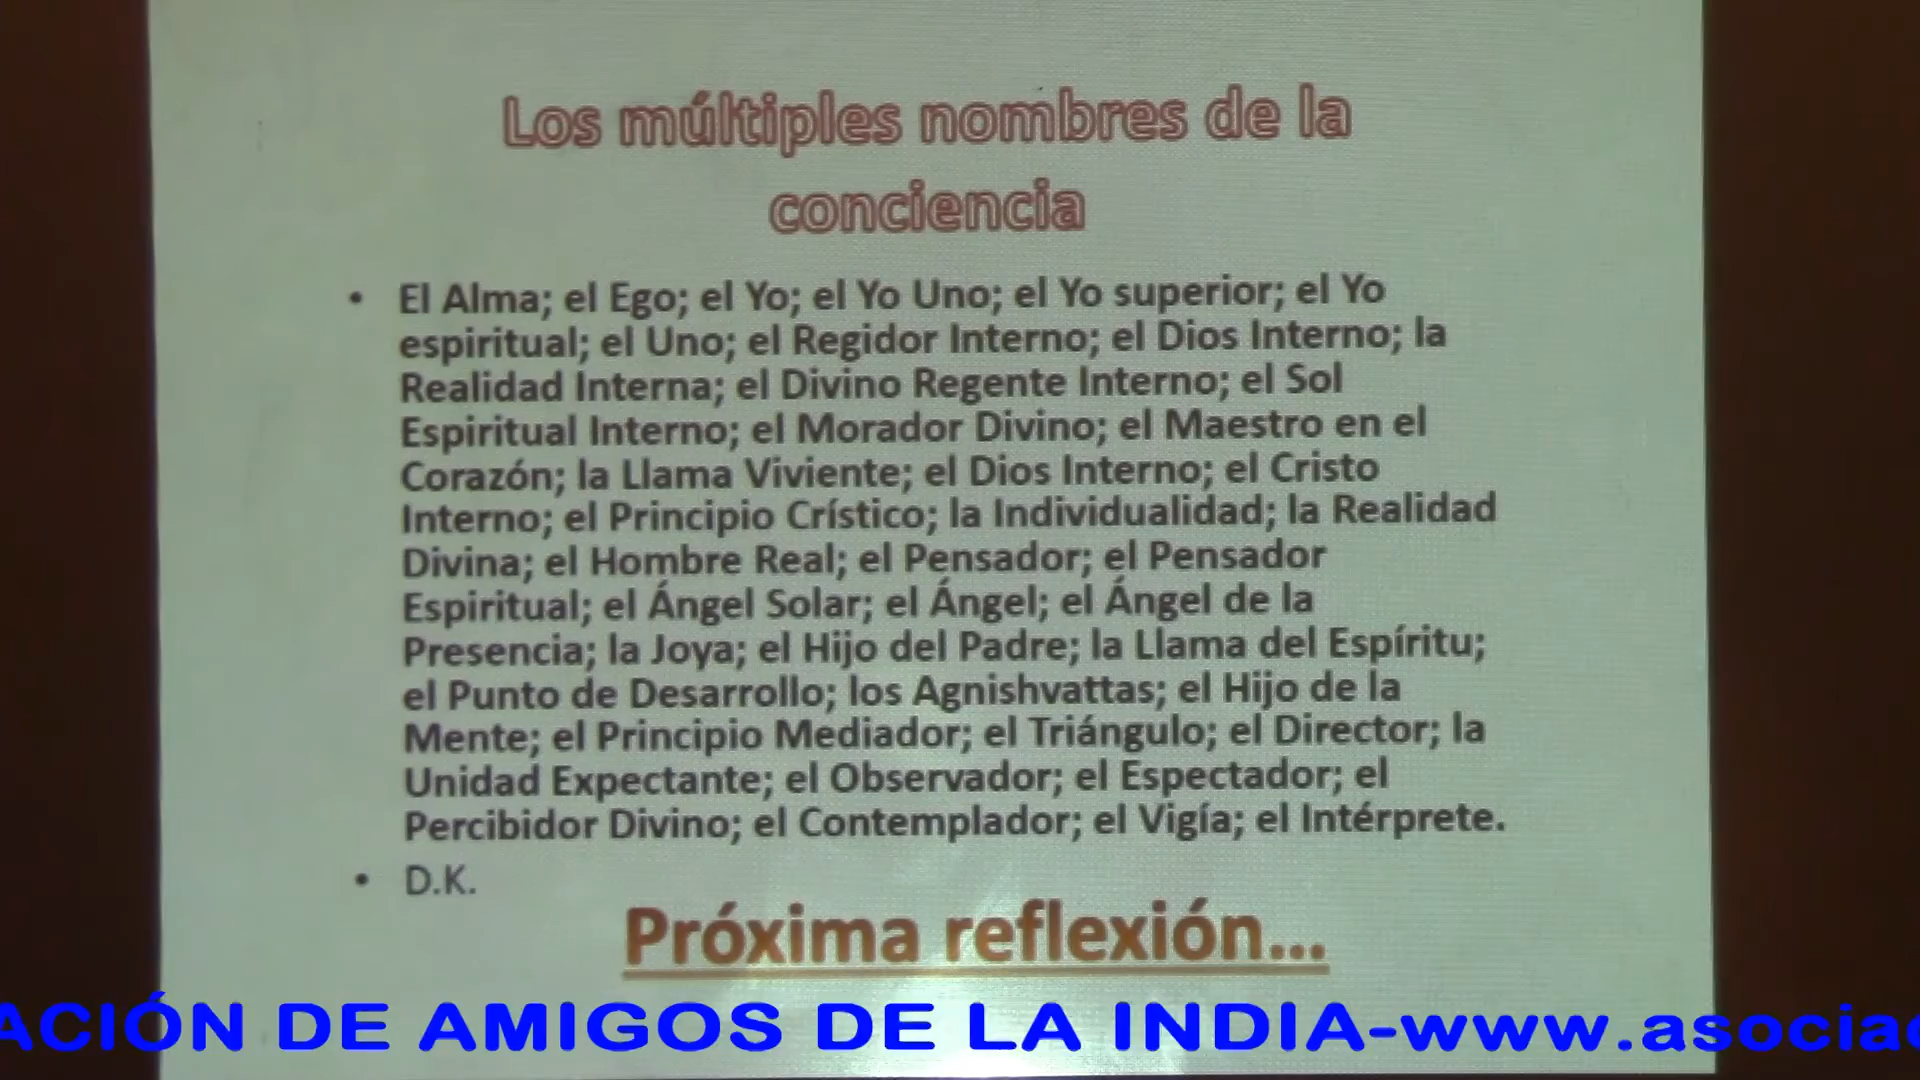 Los múltiples nombres de la
conciencia
• El Alma; el Ego; el Yo; el Yo Uno; el Yo superior; el Yo
espiritual; el Uno; el Regidor Interno; el Dios Interno; la
Realidad Interna; el Divino Regente Interno; el Sol
Espiritual Interno; el Morador Divino; el Maestro en el
Corazón; la Llama Viviente; el Dios Interno; el Cristo
Interno; el Principio Crístico; la Individualidad; la Realidad
Divina; el Hombre Real; el Pensador; el Pensador
Espiritual; el Ángel Solar; el Ángel; el Ángel de la
Presencia; la Joya; el Hijo del Padre; la Llama del Espíritu;
el Punto de Desarrollo; los Agnishvattas; el Hijo de la
Mente; el Principio Mediador; el Triángulo; el Director; la
Unidad Expectante; el Observador; el Espectador; el
Percibidor Divino; el Contemplador; el Vigía; el Intérprete.
• D.K.
Próxima reflexión...
ACIÓN DE AMIGOS DE LA INDIA-www.asociac